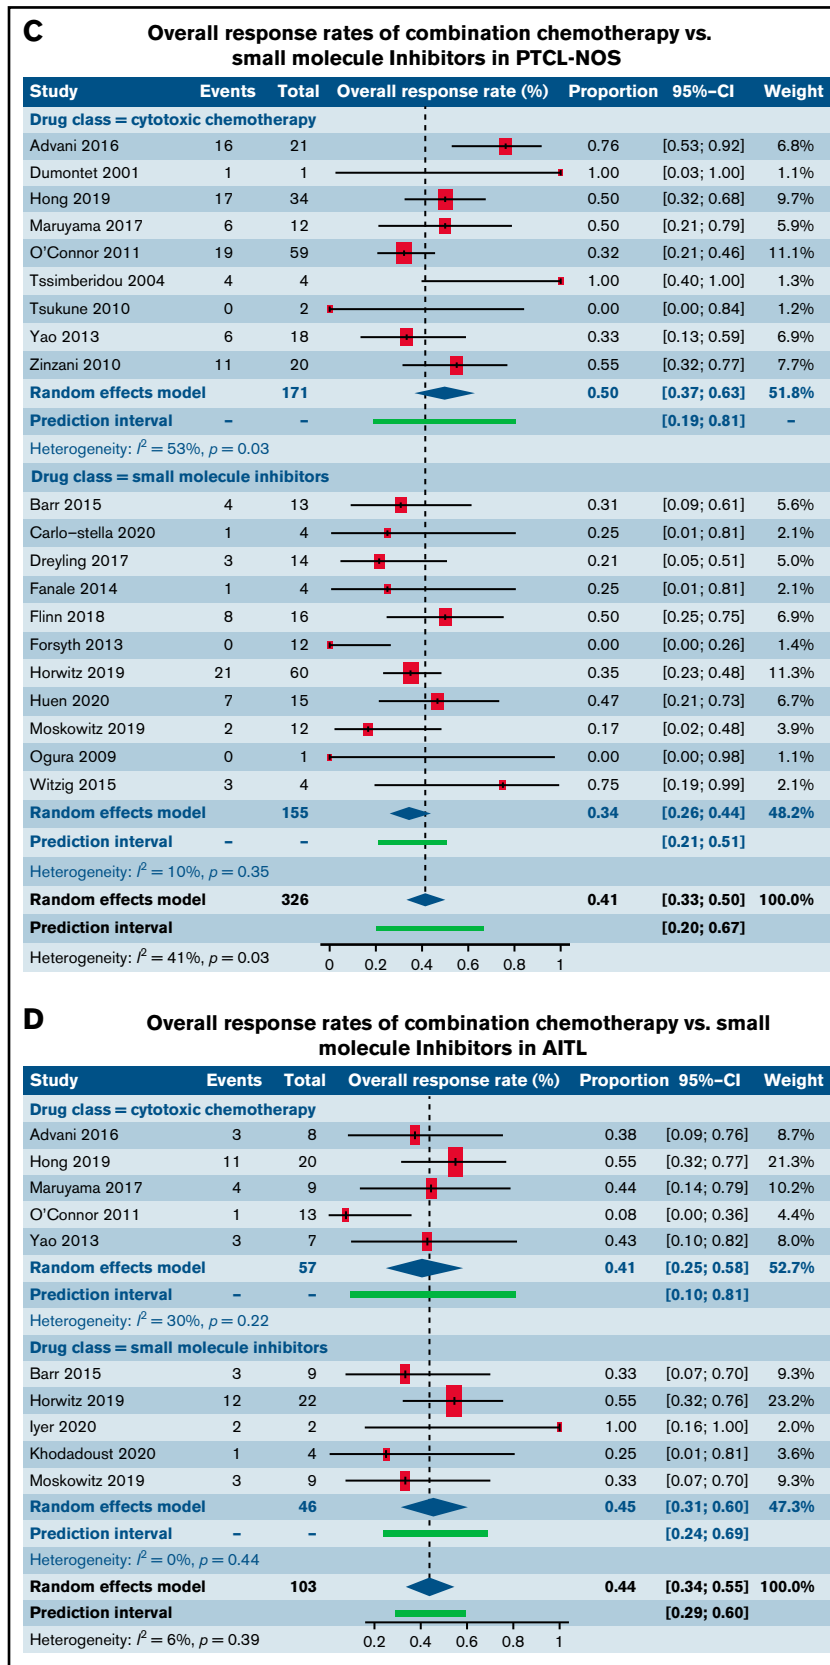 C
Overall response rates of combination chemotherapy vs.
small molecule Inhibitors in PTCL-NOS
Study Events Total Overall response rate (%) Proportion 95%–CI Weight
Drug class = cytotoxic chemotherapy
Advani 2016 16 21 0.76 [0.53; 0.92] 6.8%
Dumontet 2001 1 1 1.00 [0.03; 1.00] 1.1%
Hong 2019 17 34 0.50 [0.32; 0.68] 9.7%
Maruyama 2017 6 12 0.50 [0.21; 0.79] 5.9%
O'Connor 2011 19 59 0.32 [0.21; 0.46] 11.1%
Tssimberidou 2004 4 4 1.00 [0.40; 1.00] 1.3%
Tsukune 2010 0 2 0.00 [0.00; 0.84] 1.2%
Yao 2013 6 18 0.33 [0.13; 0.59] 6.9%
Zinzani 2010 11 20 0.55 [0.32; 0.77] 7.7%
Random effects model 171 0.50 [0.37; 0.63] 51.8%
Prediction interval – – [0.19; 0.81] –
Heterogeneity: I² = 53%, p = 0.03
Drug class = small molecule inhibitors
Barr 2015 4 13 0.31 [0.09; 0.61] 5.6%
Carlo–stella 2020 1 4 0.25 [0.01; 0.81] 2.1%
Dreyling 2017 3 14 0.21 [0.05; 0.51] 5.0%
Fanale 2014 1 4 0.25 [0.01; 0.81] 2.1%
Flinn 2018 8 16 0.50 [0.25; 0.75] 6.9%
Forsyth 2013 0 12 0.00 [0.00; 0.26] 1.4%
Horwitz 2019 21 60 0.35 [0.23; 0.48] 11.3%
Huen 2020 7 15 0.47 [0.21; 0.73] 6.7%
Moskowitz 2019 2 12 0.17 [0.02; 0.48] 3.9%
Ogura 2009 0 1 0.00 [0.00; 0.98] 1.1%
Witzig 2015 3 4 0.75 [0.19; 0.99] 2.1%
Random effects model 155 0.34 [0.26; 0.44] 48.2%
Prediction interval – – [0.21; 0.51]
Heterogeneity: I² = 10%, p = 0.35
Random effects model 326 0.41 [0.33; 0.50] 100.0%
Prediction interval [0.20; 0.67]
Heterogeneity: I² = 41%, p = 0.03
0 0.2 0.4 0.6 0.8 1
D
Overall response rates of combination chemotherapy vs. small
molecule Inhibitors in AITL
Study Events Total Overall response rate (%) Proportion 95%–CI Weight
Drug class = cytotoxic chemotherapy
Advani 2016 3 8 0.38 [0.09; 0.76] 8.7%
Hong 2019 11 20 0.55 [0.32; 0.77] 21.3%
Maruyama 2017 4 9 0.44 [0.14; 0.79] 10.2%
O'Connor 2011 1 13 0.08 [0.00; 0.36] 4.4%
Yao 2013 3 7 0.43 [0.10; 0.82] 8.0%
Random effects model 57 0.41 [0.25; 0.58] 52.7%
Prediction interval – – [0.10; 0.81]
Heterogeneity: I² = 30%, p = 0.22
Drug class = small molecule inhibitors
Barr 2015 3 9 0.33 [0.07; 0.70] 9.3%
Horwitz 2019 12 22 0.55 [0.32; 0.76] 23.2%
Iyer 2020 2 2 1.00 [0.16; 1.00] 2.0%
Khodadoust 2020 1 4 0.25 [0.01; 0.81] 3.6%
Moskowitz 2019 3 9 0.33 [0.07; 0.70] 9.3%
Random effects model 46 0.45 [0.31; 0.60] 47.3%
Prediction interval – – [0.24; 0.69]
Heterogeneity: I² = 0%, p = 0.44
Random effects model 103 0.44 [0.34; 0.55] 100.0%
Prediction interval [0.29; 0.60]
Heterogeneity: I² = 6%, p = 0.39
0.2 0.4 0.6 0.8 1